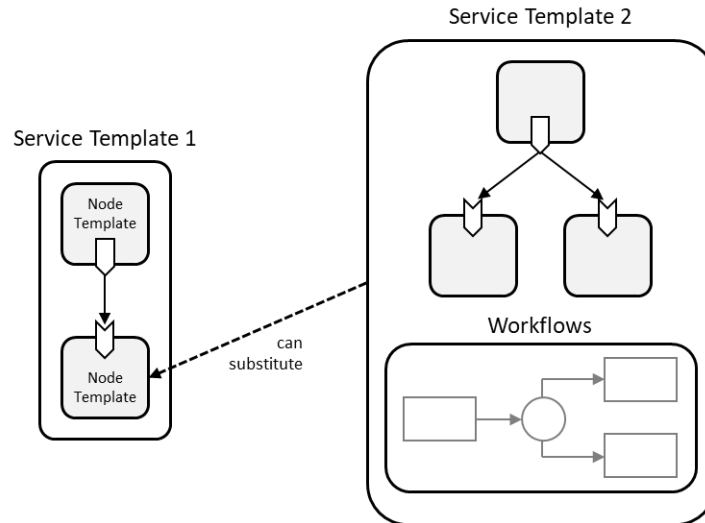 Service Template 2
Service Template 1
Node
Template
Node
Template
can
substitute
Workflows